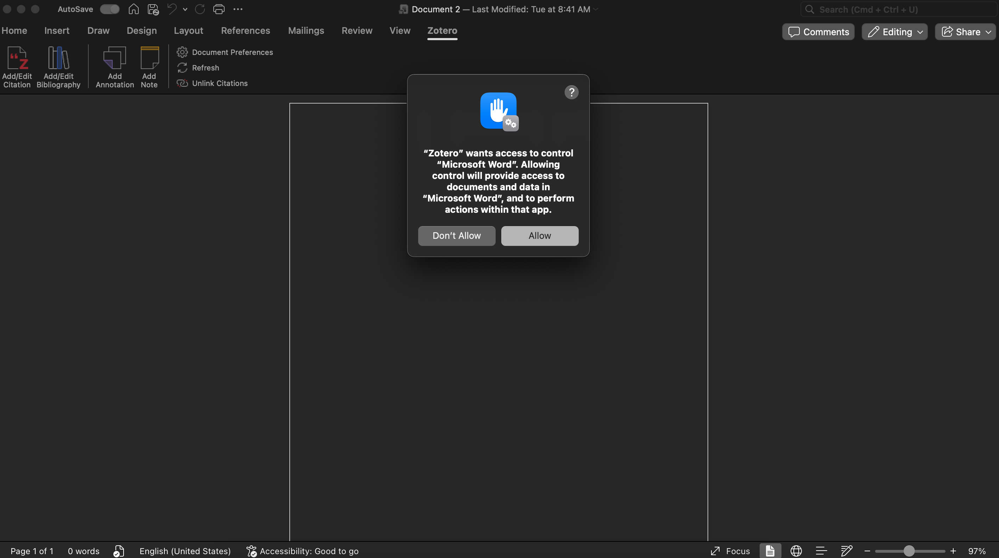 AutoSave
Document 2 — Last Modified: Tue at 8:41 AM
Search (Cmd + Ctrl + U)
Home Insert Draw Design Layout References Mailings Review View Zotero
Comments Editing Share
Add/Edit Citation
Add/Edit Bibliography
Add Annotation
Add Note
Document Preferences
Refresh
Unlink Citations
?
“Zotero” wants access to control
“Microsoft Word”. Allowing
control will provide access to
documents and data in
“Microsoft Word”, and to perform
actions within that app.
Don’t Allow Allow
Page 1 of 1 0 words English (United States) Accessibility: Good to go Focus 97%